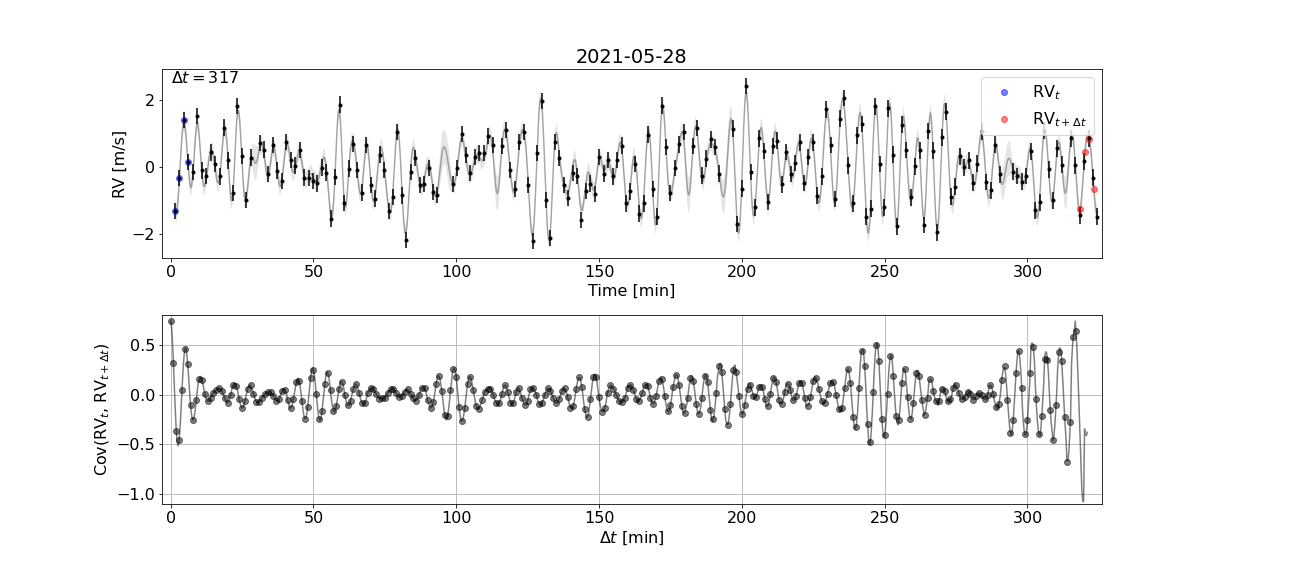 2021-05-28
Δt = 317
RV_t
RV_{t+Δt}
2
0
−2
RV [m/s]
0 50 100 150 200 250 300
Time [min]
0.5
0.0
−0.5
−1.0
Cov(RV_t, RV_{t+Δt})
0 50 100 150 200 250 300
Δt [min]